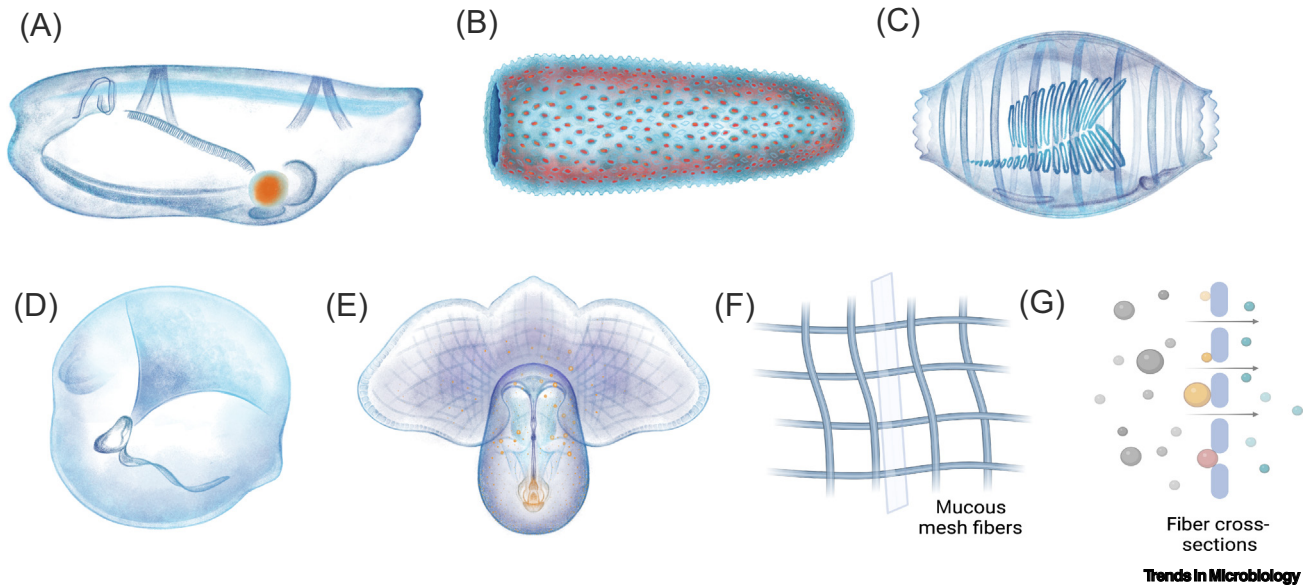 (A)
(B)
(C)
(D)
(E)
(F)
(G)
Mucous
mesh fibers
Fiber cross-
sections
Trends in Microbiology